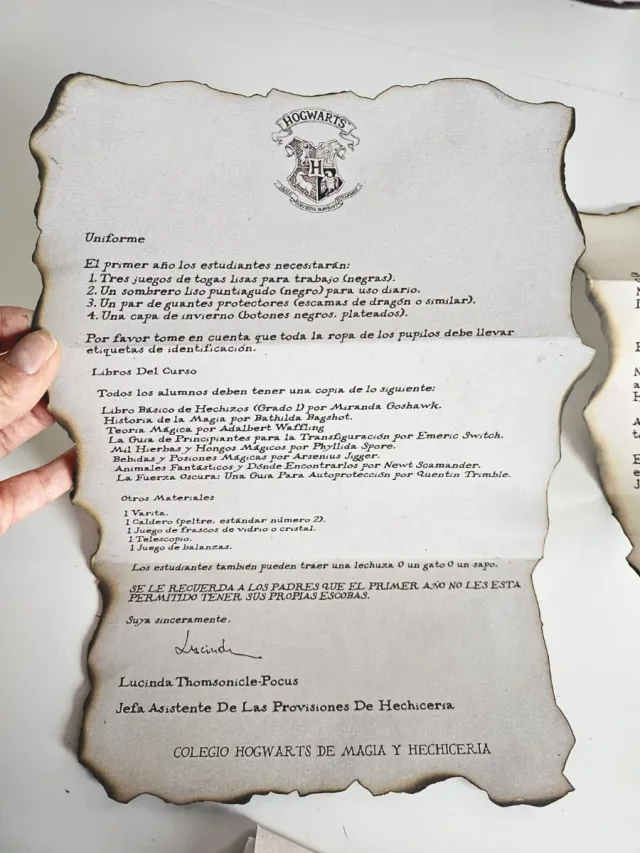 HOGWARTS
H
Uniforme
El primer año los estudiantes necesitarán:
1. Tres juegos de togas lisas para trabajo (negras).
2. Un sombrero liso puntiagudo (negro) para uso diario.
3. Un par de guantes protectores (escamas de dragón o similar).
4. Una capa de invierno (botones negros, plateados).
Por favor tome en cuenta que toda la ropa de los pupilos debe llevar
etiquetas de identificación.
Libros Del Curso
Todos los alumnos deben tener una copia de lo siguiente:
Libro Básico de Hechizos (Grado 1) por Miranda Goshawk.
Historia de la Magia por Bathilda Bagshot.
Teoria Mágica por Adalbert Waffling
La Guia de Principiantes para la Transfiguración por Emeric Switch.
Mil Hierbas y Hongos Mágicos por Phyllida Spore.
Bebidas y Posiones Mágicas por Arsenius Jigger.
Animales Fantásticos y Dónde Encontrarlos por Newt Scamander.
La Fuerza Oscura: Una Guia Para Autoprotección por Quentin Trimble.
Otros Materiales
1 Varita.
1 Caldero (peltre, estándar número 2).
1 Juego de frascos de vidrio o cristal.
1 Telescopio.
1 Juego de balanzas.
Los estudiantes también pueden traer una lechuza O un gato O un sapo.
SE LE RECUERDA A LOS PADRES QUE EL PRIMER AÑO NO LES ESTA
PERMITIDO TENER SUS PROPIAS ESCOBAS.
Suya sinceramente,
Lucinda
Lucinda Thomsonicle-Pocus
Jefa Asistente De Las Provisiones De Hechiceria
COLEGIO HOGWARTS DE MAGIA Y HECHICERIA